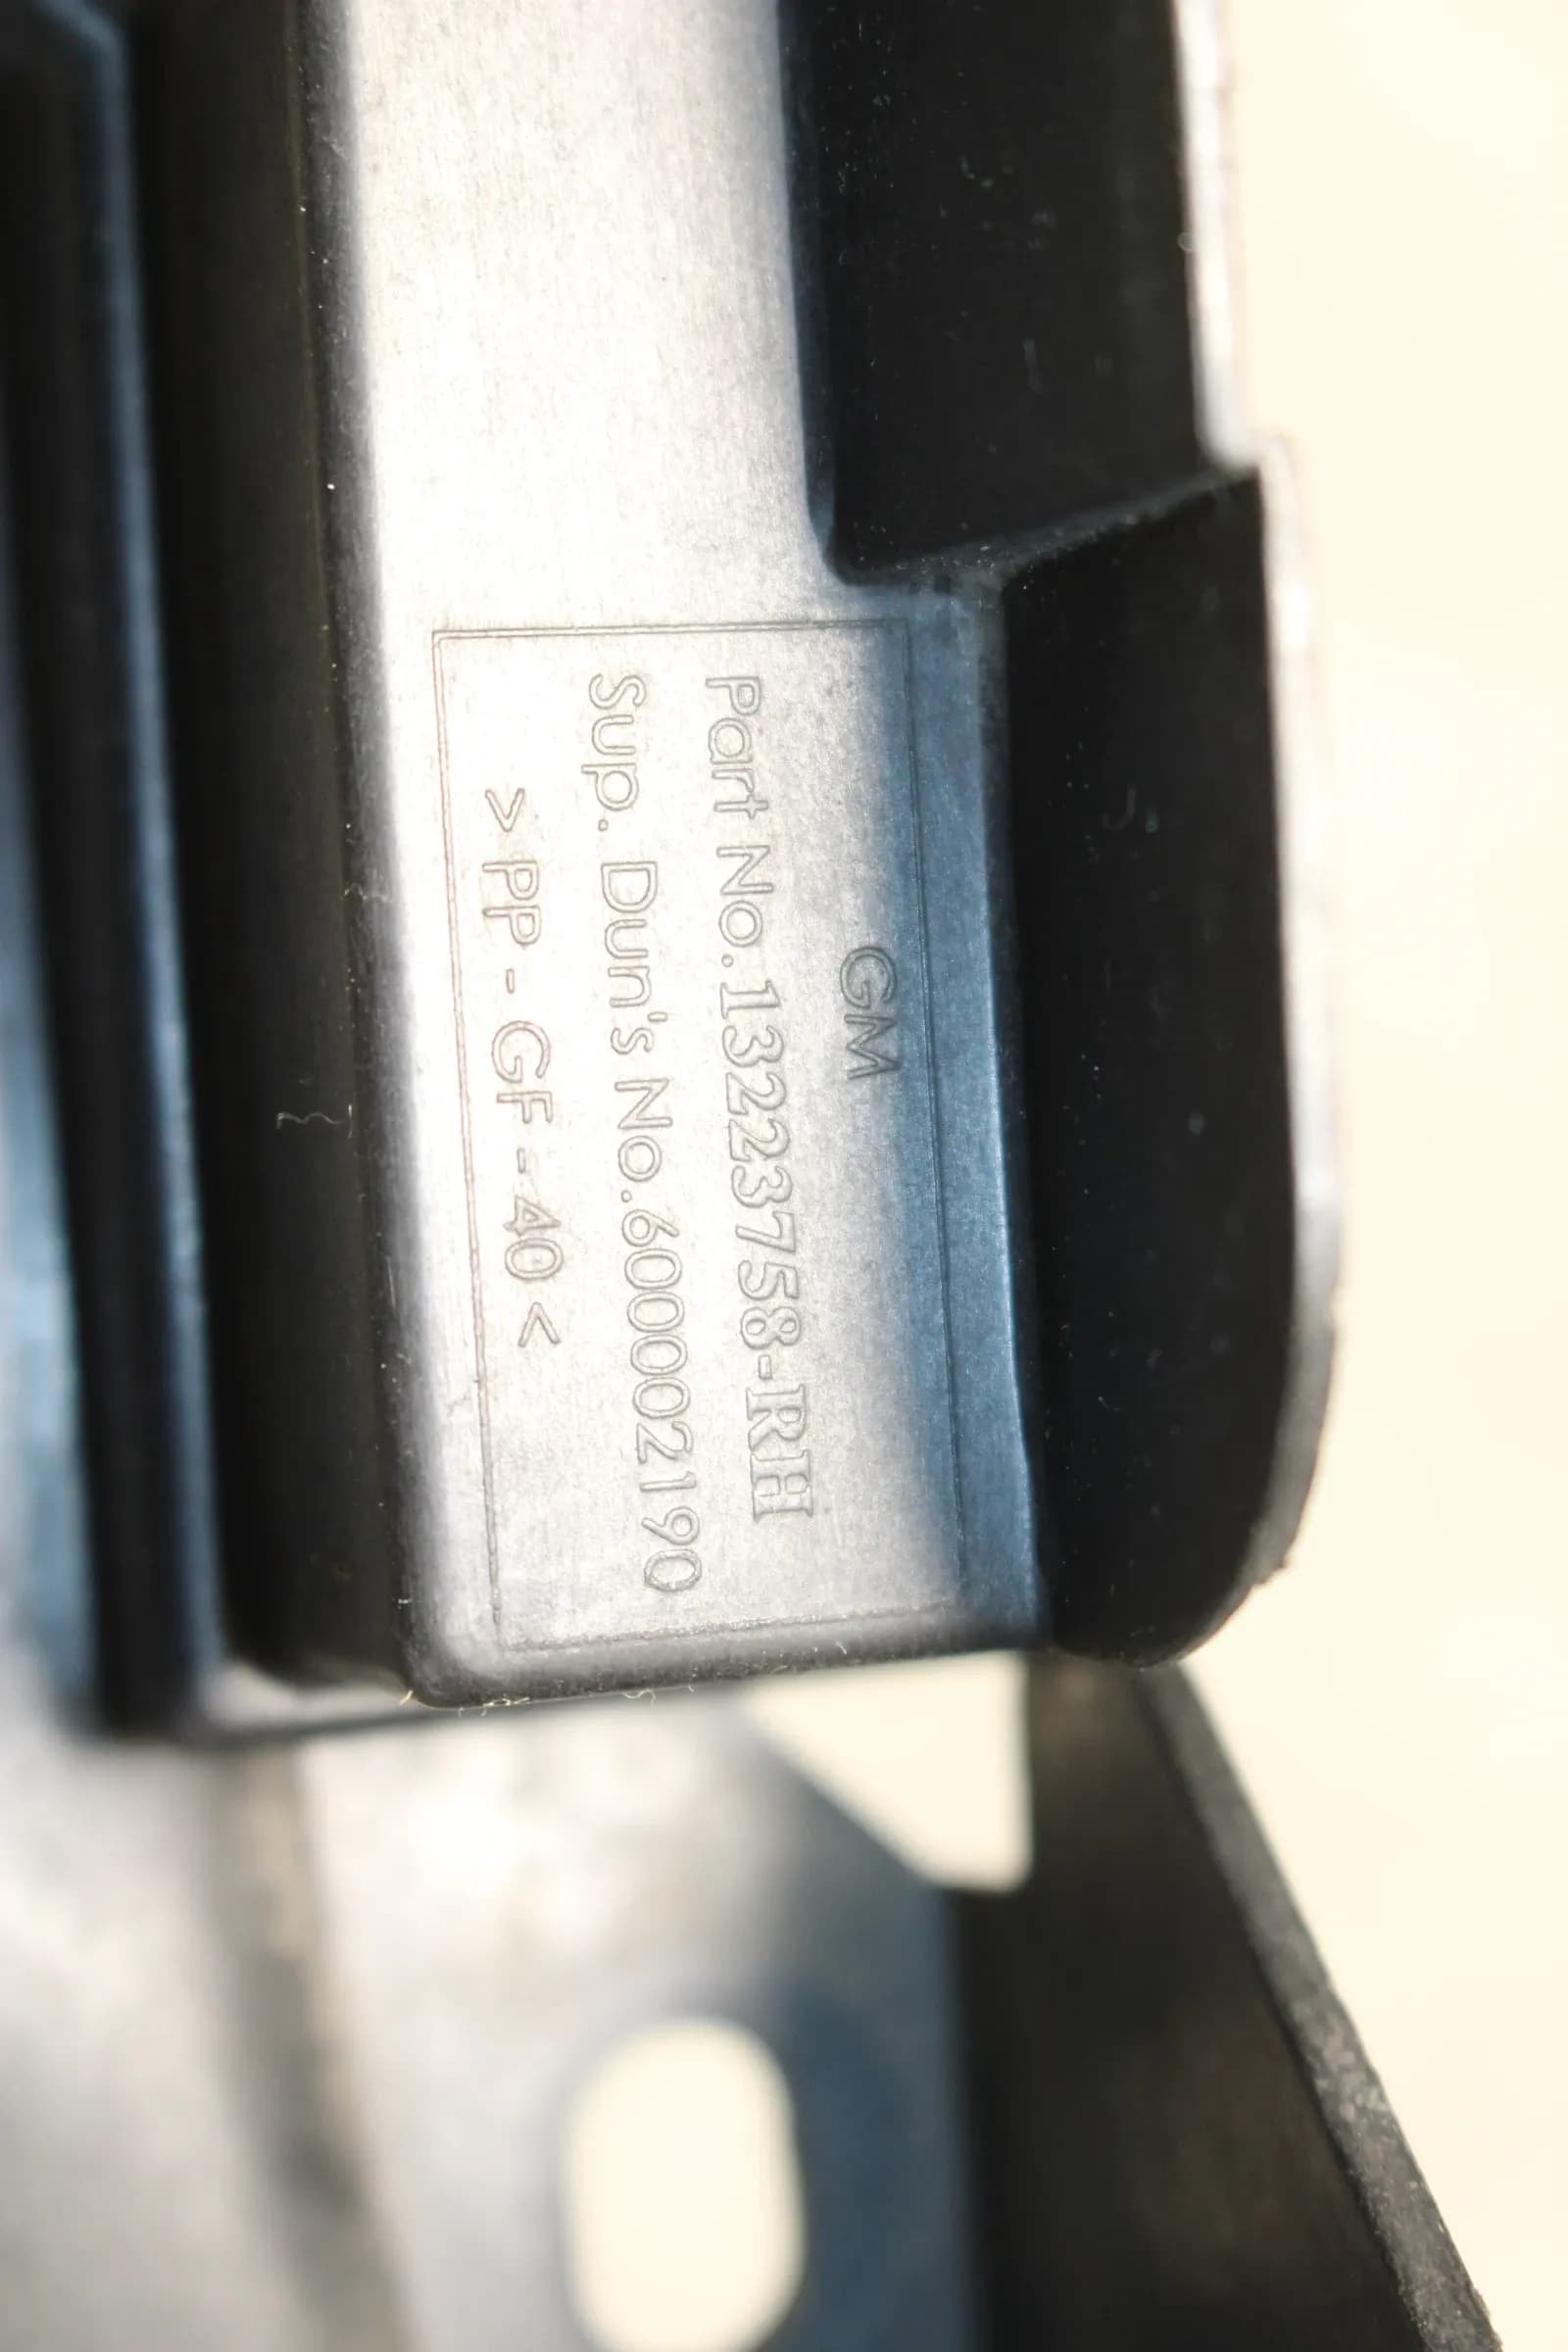 GM
Part No.13223758-RH
Sup. Dun's No.600002190
>PP-GF-40<